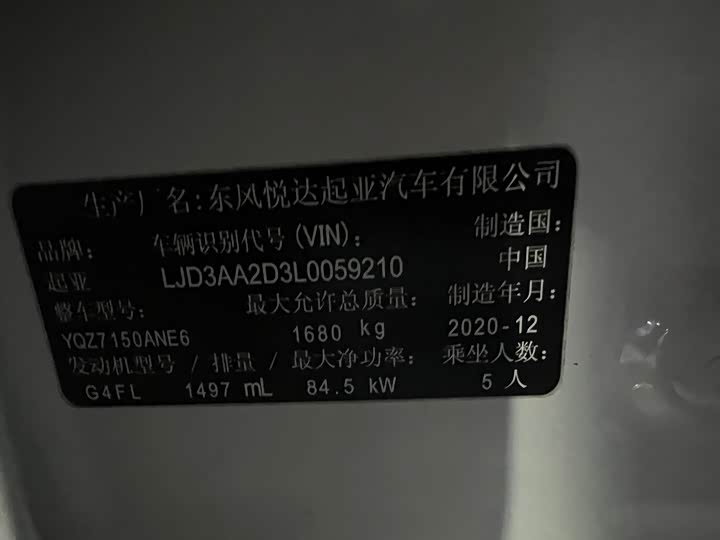 生产厂名:东风悦达起亚汽车有限公司
品牌: 车辆识别代号(VIN): 制造国:
起亚 LJD3AA2D3L0059210 中国
整车型号: 最大允许总质量: 制造年月:
YQZ7150ANE6 1680 kg 2020-12
发动机型号 / 排量 / 最大净功率: 乘坐人数:
G4FL 1497 mL 84.5 kW 5 人